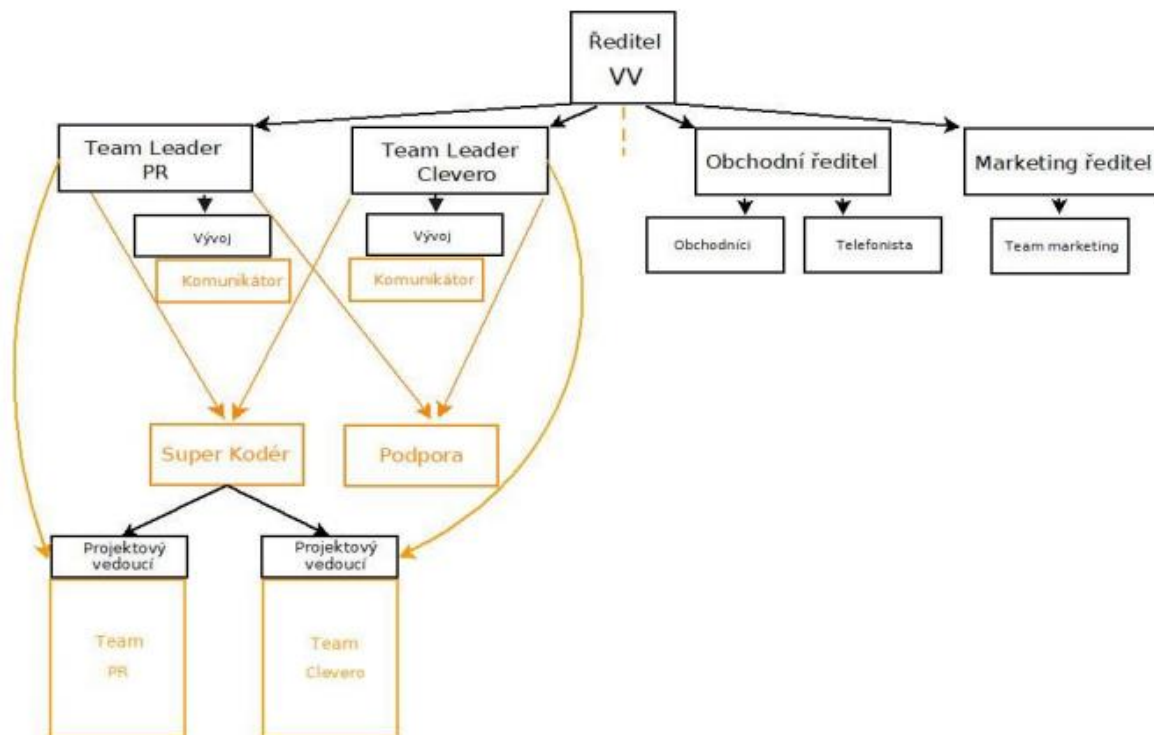 Ředitel
VV
Team Leader
PR
Team Leader
Clevero
Obchodní ředitel
Marketing ředitel
Vývoj
Vývoj
Obchodníci
Telefonista
Team marketing
Komunikátor
Komunikátor
Super Kodér
Podpora
Projektový
vedoucí
Projektový
vedoucí
Team
PR
Team
Clevero